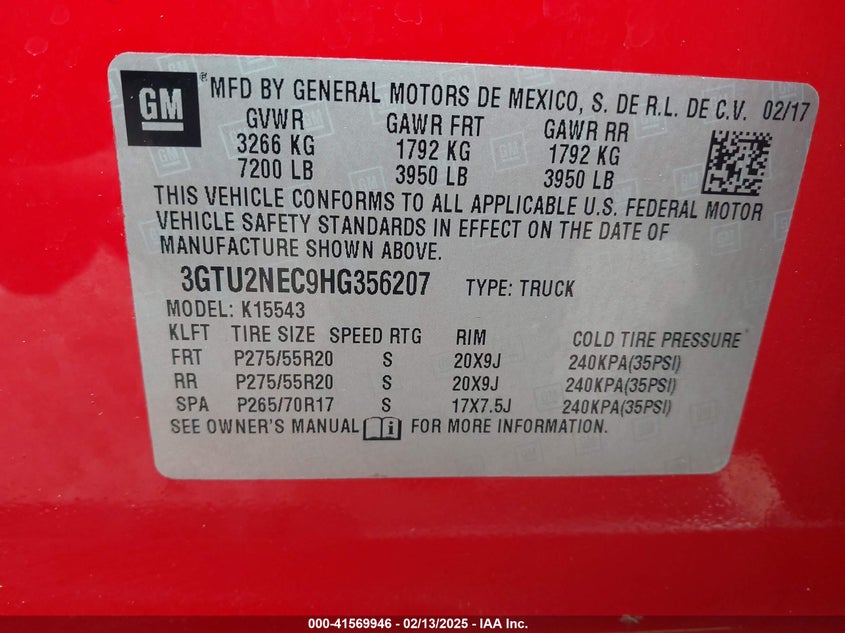 GM ® MFD BY GENERAL MOTORS DE MEXICO, S. DE R.L. DE C.V. 02/17
GVWR GAWR FRT GAWR RR
3266 KG 1792 KG 1792 KG
7200 LB 3950 LB 3950 LB
THIS VEHICLE CONFORMS TO ALL APPLICABLE U.S. FEDERAL MOTOR
VEHICLE SAFETY STANDARDS IN EFFECT ON THE DATE OF
MANUFACTURE SHOWN ABOVE.
3GTU2NEC9HG356207 TYPE: TRUCK
MODEL: K15543
KLFT TIRE SIZE SPEED RTG RIM COLD TIRE PRESSURE
FRT P275/55R20 S 20X9J 240KPA(35PSI)
RR P275/55R20 S 20X9J 240KPA(35PSI)
SPA P265/70R17 S 17X7.5J 240KPA(35PSI)
SEE OWNER'S MANUAL FOR MORE INFORMATION.
000-41569946 - 02/13/2025 - IAA Inc.